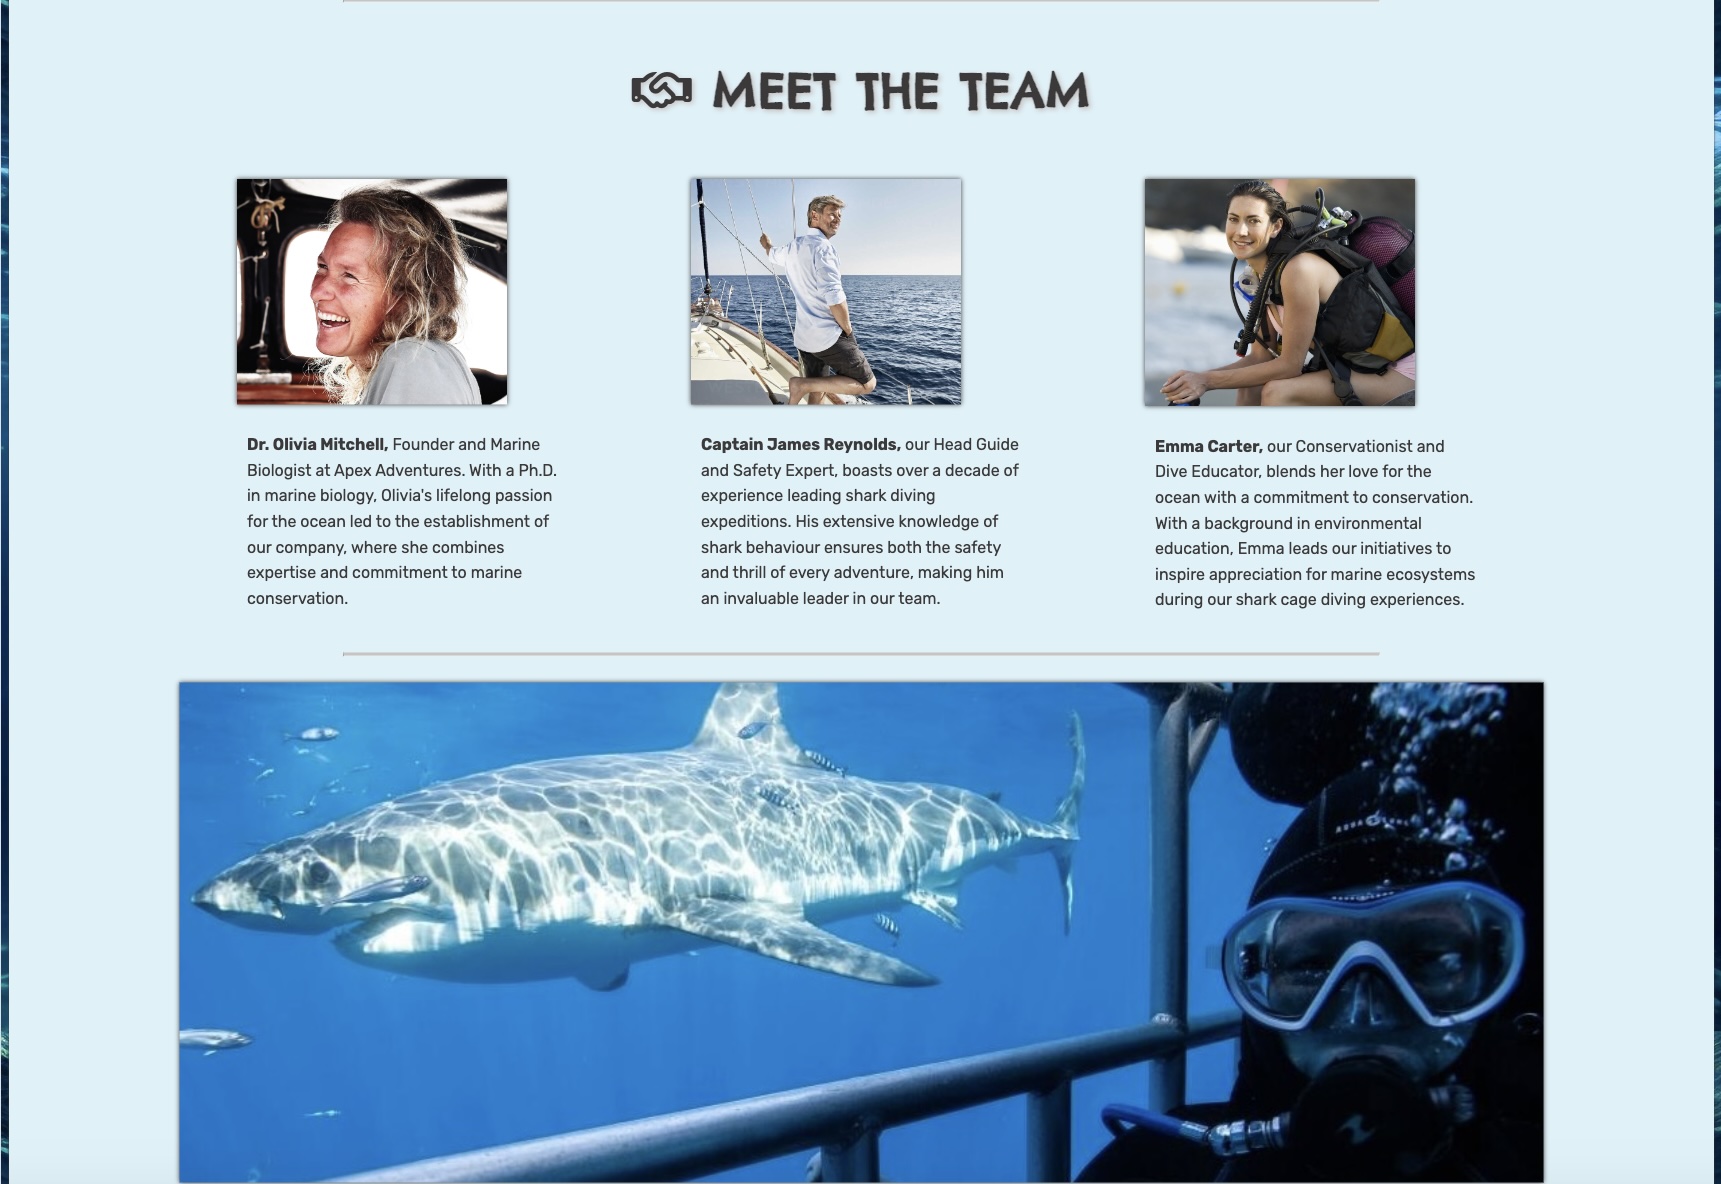 MEET THE TEAM
Dr. Olivia Mitchell, Founder and Marine
Biologist at Apex Adventures. With a Ph.D.
in marine biology, Olivia's lifelong passion
for the ocean led to the establishment of
our company, where she combines
expertise and commitment to marine
conservation.
Captain James Reynolds, our Head Guide
and Safety Expert, boasts over a decade of
experience leading shark diving
expeditions. His extensive knowledge of
shark behaviour ensures both the safety
and thrill of every adventure, making him
an invaluable leader in our team.
Emma Carter, our Conservationist and
Dive Educator, blends her love for the
ocean with a commitment to conservation.
With a background in environmental
education, Emma leads our initiatives to
inspire appreciation for marine ecosystems
during our shark cage diving experiences.